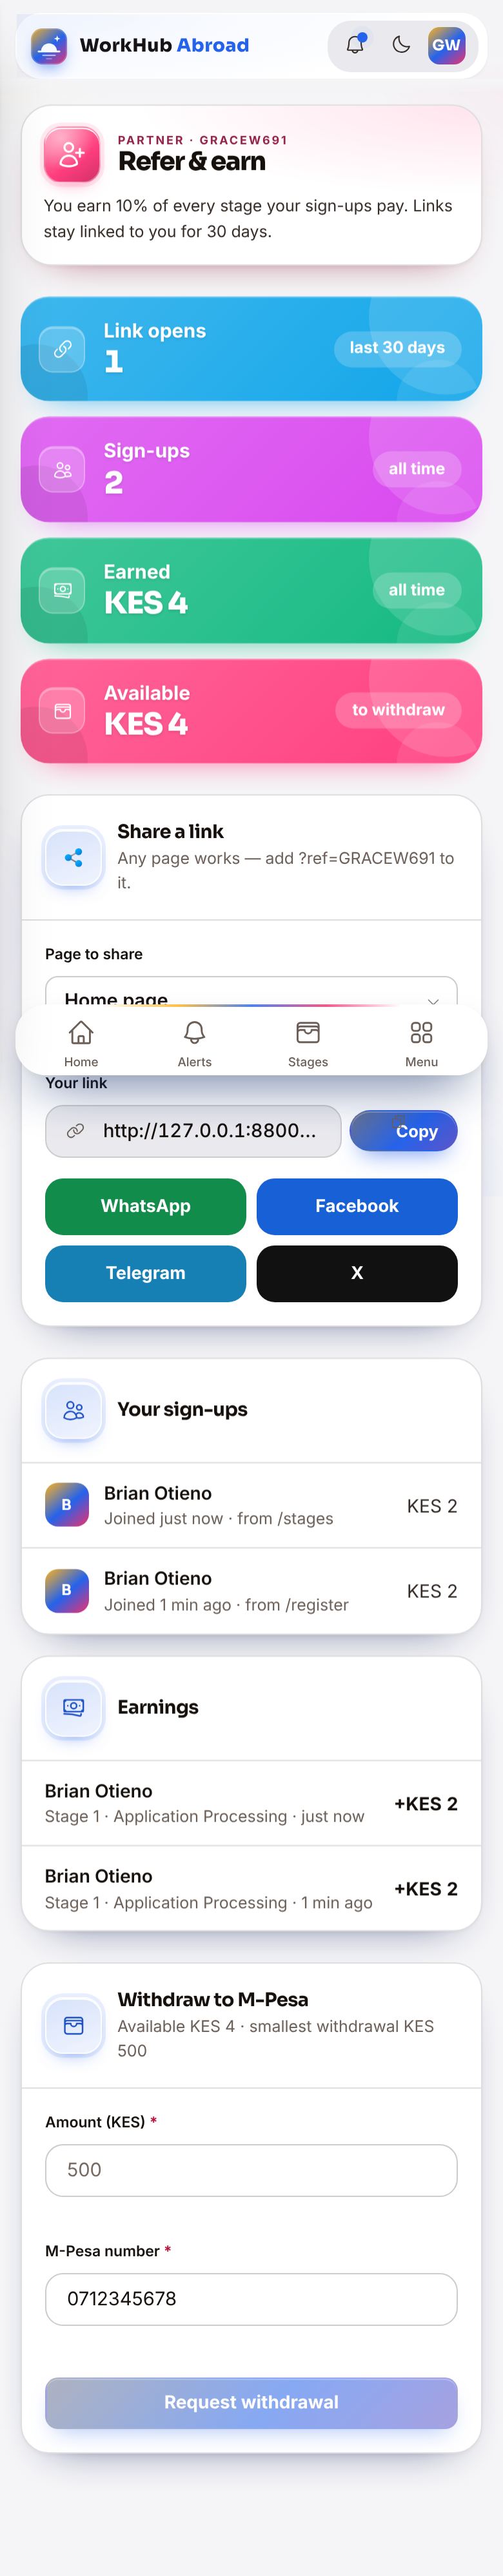 WorkHub Abroad
GW
PARTNER · GRACEW691
Refer & earn
You earn 10% of every stage your sign-ups pay. Links
stay linked to you for 30 days.
Link opens
1
last 30 days
Sign-ups
2
all time
Earned
KES 4
all time
Available
KES 4
to withdraw
Share a link
Any page works — add ?ref=GRACEW691 to
it.
Page to share
Home page
Home
Alerts
Stages
Menu
Your link
http://127.0.0.1:8800...
Copy
WhatsApp
Facebook
Telegram
X
Your sign-ups
B
Brian Otieno
KES 2
Joined just now · from /stages
B
Brian Otieno
KES 2
Joined 1 min ago · from /register
Earnings
Brian Otieno
+KES 2
Stage 1 · Application Processing · just now
Brian Otieno
+KES 2
Stage 1 · Application Processing · 1 min ago
Withdraw to M-Pesa
Available KES 4 · smallest withdrawal KES
500
Amount (KES) *
500
M-Pesa number *
0712345678
Request withdrawal